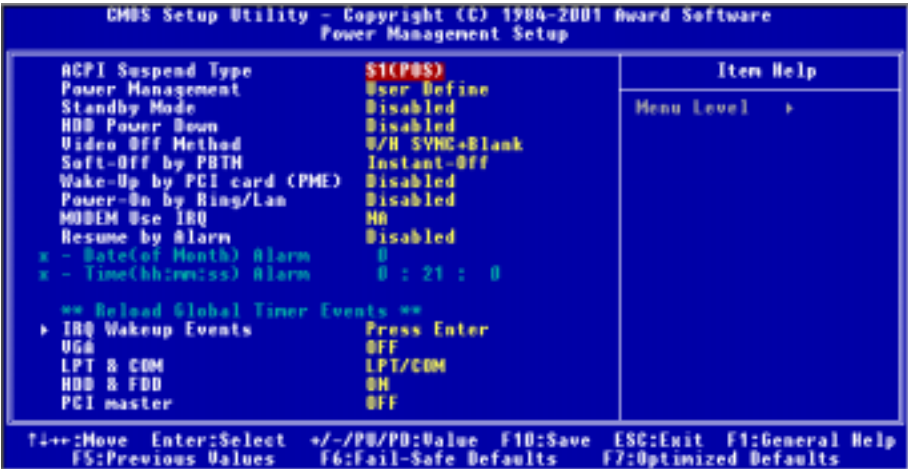 CMOS Setup Utility - Copyright (C) 1984-2001 Award Software
Power Management Setup
ACPI Suspend Type S1(POS)
Power Management User Define
Standby Mode Disabled
HDD Power Down Disabled
Video Off Method V/H SYNC+Blank
Soft-Off by PBTN Instant-Off
Wake-Up by PCI card (PME) Disabled
Power-On by Ring/Lan Disabled
MODEM Use IRQ NA
Resume by Alarm Disabled
x - Date(of Month) Alarm 0
x - Time(hh:mm:ss) Alarm 0 : 21 : 0
** Reload Global Timer Events **
IRQ Wakeup Events Press Enter
VGA OFF
LPT & COM LPT/COM
HDD & FDD ON
PCI master OFF
Item Help
Menu Level
↑↓→←:Move Enter:Select +/-/PU/PD:Value F10:Save ESC:Exit F1:General Help
F5:Previous Values F6:Fail-Safe Defaults F7:Optimized Defaults